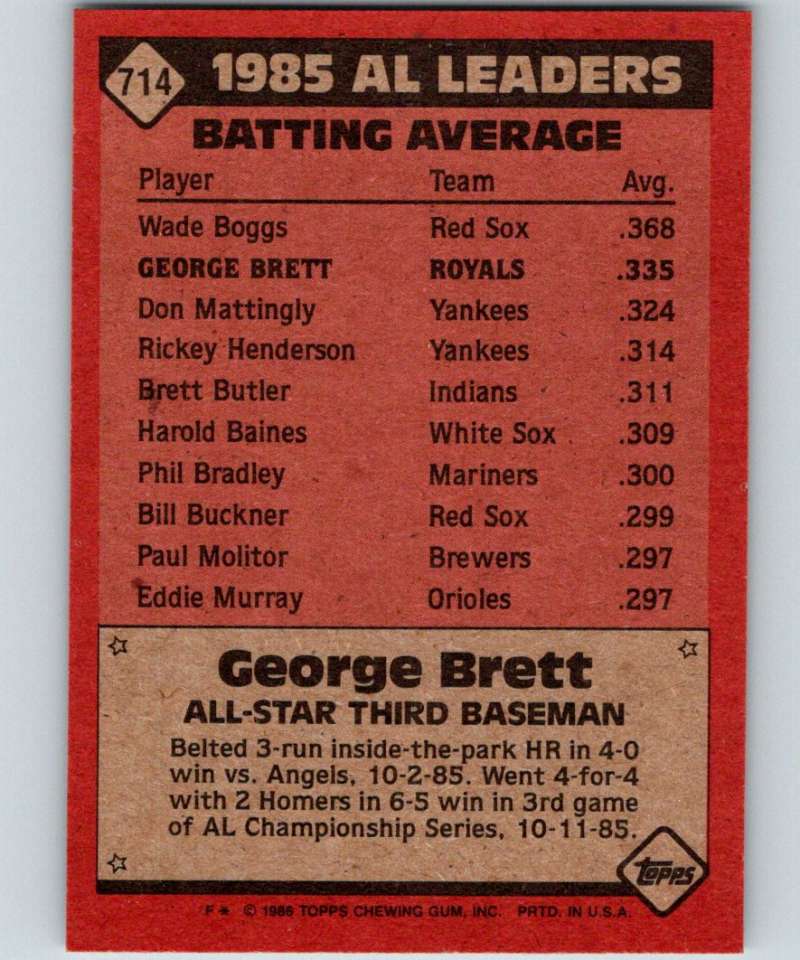 714 1985 AL LEADERS
BATTING AVERAGE
Player Team Avg.
Wade Boggs Red Sox .368
GEORGE BRETT ROYALS .335
Don Mattingly Yankees .324
Rickey Henderson Yankees .314
Brett Butler Indians .311
Harold Baines White Sox .309
Phil Bradley Mariners .300
Bill Buckner Red Sox .299
Paul Molitor Brewers .297
Eddie Murray Orioles .297
George Brett
ALL-STAR THIRD BASEMAN
Belted 3-run inside-the-park HR in 4-0
win vs. Angels, 10-2-85. Went 4-for-4
with 2 Homers in 6-5 win in 3rd game
of AL Championship Series, 10-11-85.
topps
F * © 1986 TOPPS CHEWING GUM, INC. PRTD. IN U.S.A.